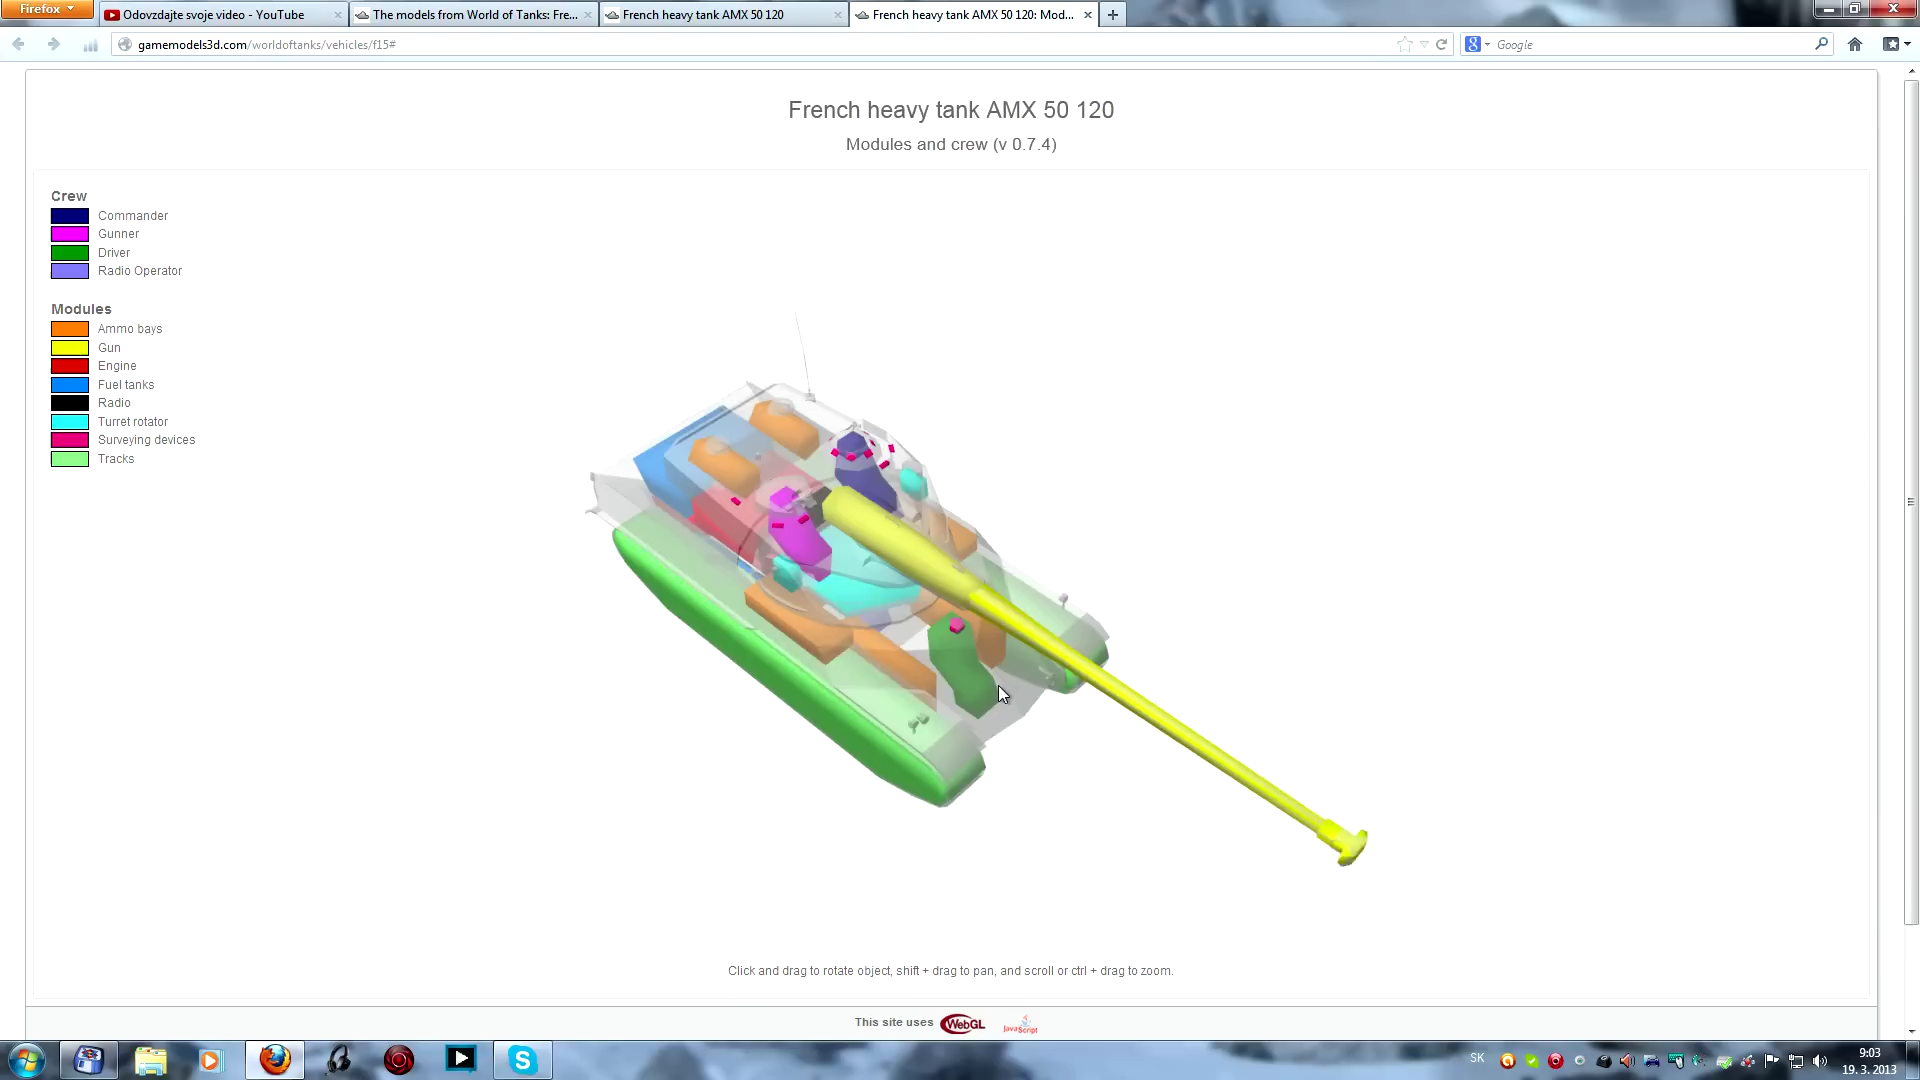 Firefox
Odovzdajte svoje video - YouTube
The models from World of Tanks: Fre...
French heavy tank AMX 50 120
French heavy tank AMX 50 120: Mod...
gamemodels3d.com/worldoftanks/vehicles/f15#
Google
French heavy tank AMX 50 120
Modules and crew (v 0.7.4)
Crew
Commander
Gunner
Driver
Radio Operator
Modules
Ammo bays
Gun
Engine
Fuel tanks
Radio
Turret rotator
Surveying devices
Tracks
Click and drag to rotate object, shift + drag to pan, and scroll or ctrl + drag to zoom.
This site uses WebGL JavaScript
SK
9:03
19. 3. 2013